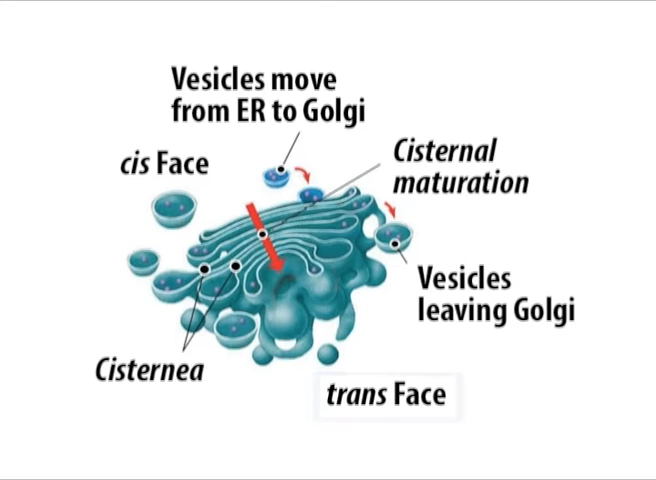 Vesicles move
from ER to Golgi
cis Face
Cisternal
maturation
Vesicles
leaving Golgi
Cisternea
trans Face